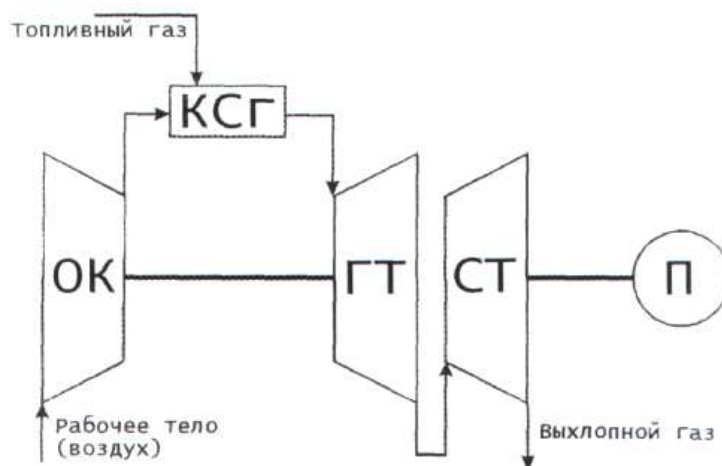 Топливный газ
КСг
ОК
ГТ
СТ
П
Рабочее тело
(воздух)
Выхлопной газ